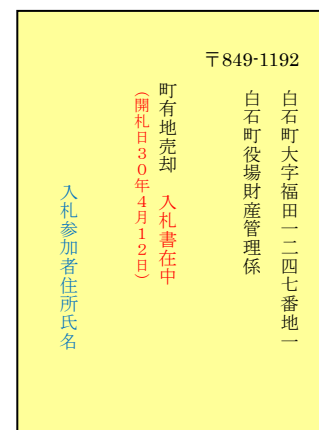 〒849-1192
白石町大字福田一二四七番地一
白石町役場財産管理係
町有地売却　入札書在中
（開札日３０年４月１２日）
入札参加者住所氏名